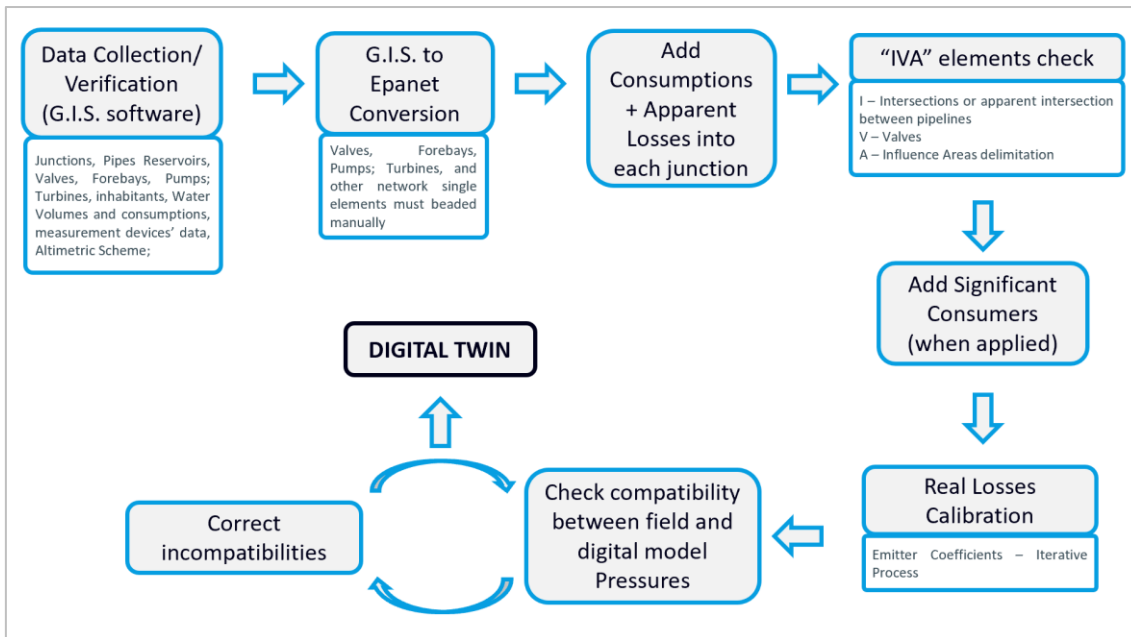 Data Collection/
Verification
(G.I.S. software)
Junctions, Pipes Reservoirs,
Valves, Forebays, Pumps;
Turbines, inhabitants, Water
Volumes and consumptions,
measurement devices’ data,
Altimetric Scheme;
G.I.S. to
Epanet
Conversion
Valves, Forebays,
Pumps; Turbines, and
other network single
elements must beaded
manually
Add
Consumptions
+ Apparent
Losses into
each junction
“IVA” elements check
I – Intersections or apparent intersection
between pipelines
V – Valves
A – Influence Areas delimitation
Add Significant
Consumers
(when applied)
Real Losses
Calibration
Emitter Coefficients – Iterative
Process
Check compatibility
between field and
digital model
Pressures
Correct
incompatibilities
DIGITAL TWIN